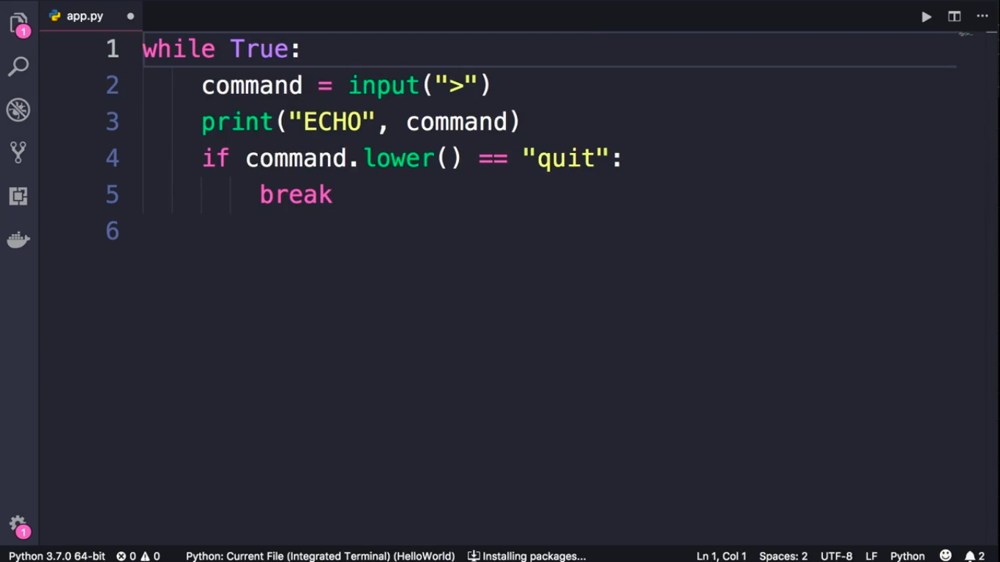 app.py
1 while True:
2 command = input(">")
3 print("ECHO", command)
4 if command.lower() == "quit":
5 break
6
1
1
Python 3.7.0 64-bit 0 0 Python: Current File (Integrated Terminal) (HelloWorld) Installing packages... Ln 1, Col 1 Spaces: 2 UTF-8 LF Python 2